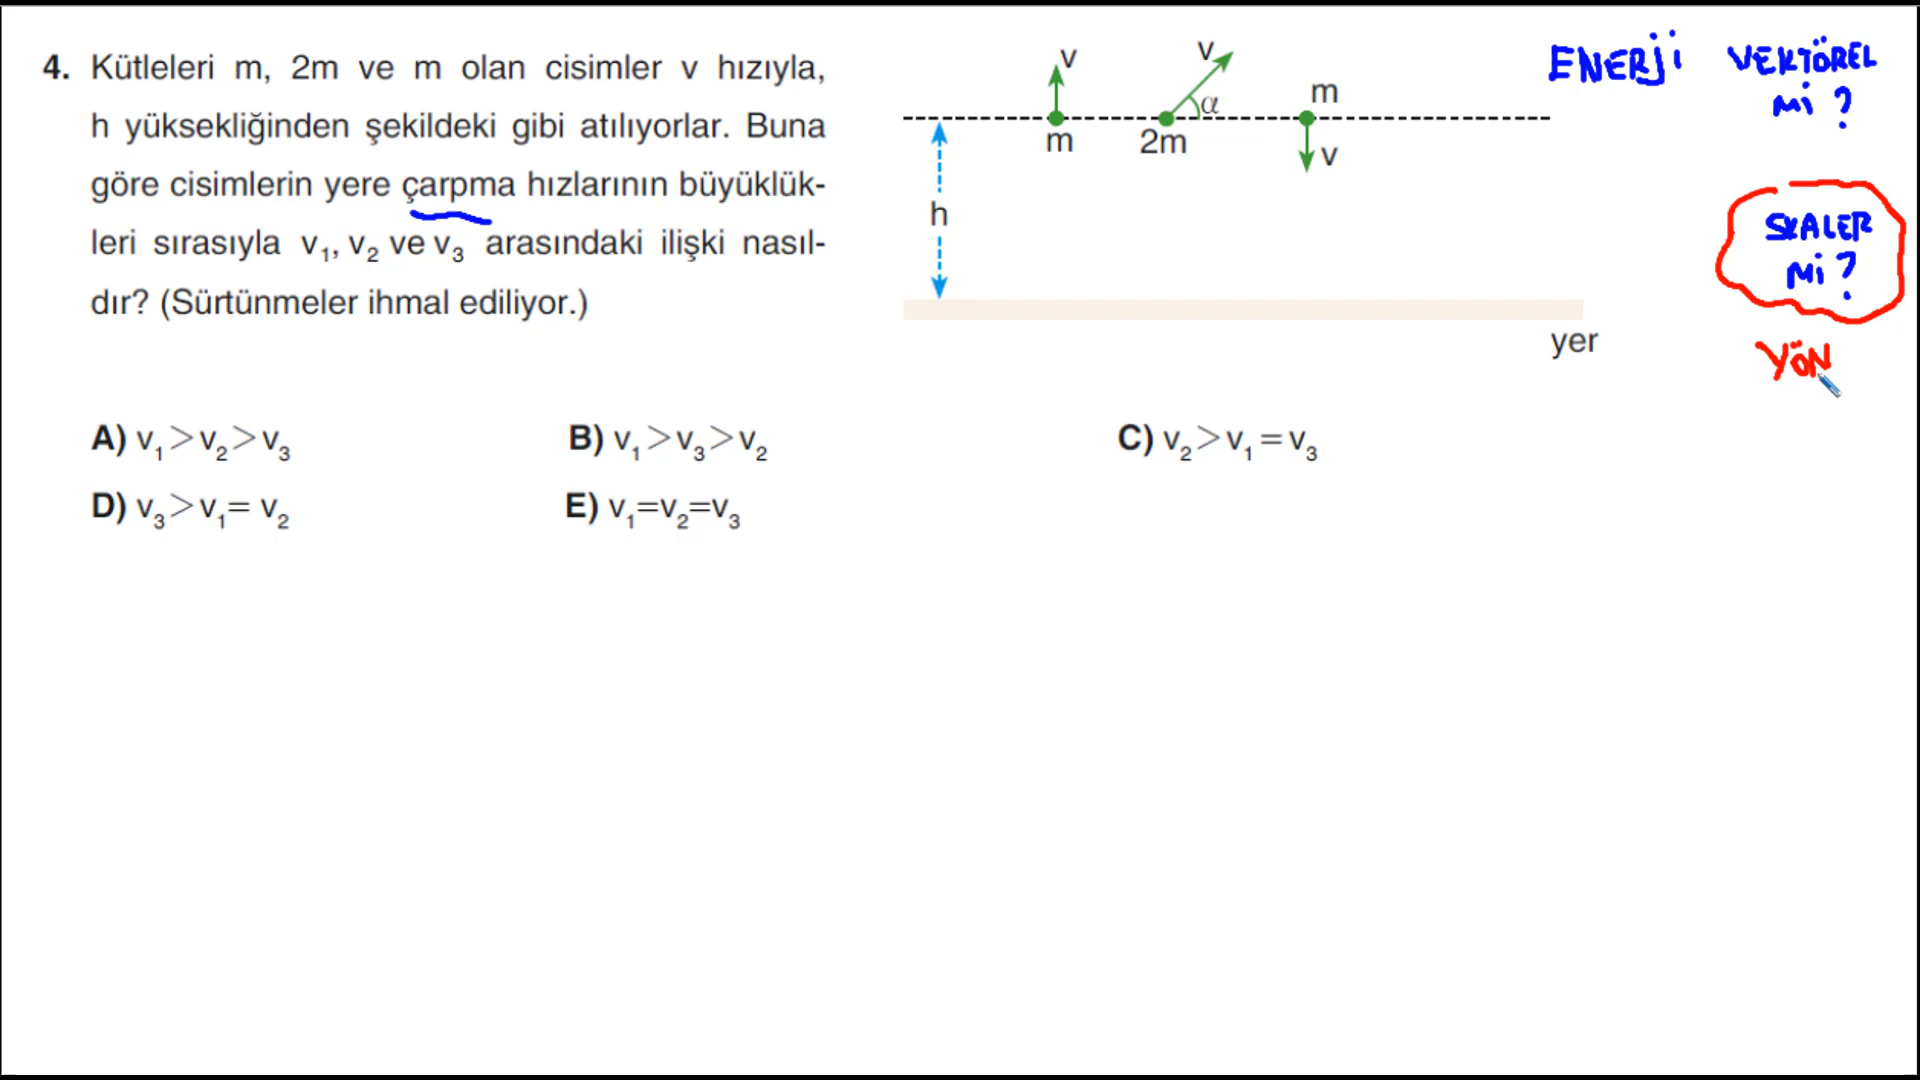 4. Kütleleri m, 2m ve m olan cisimler v hızıyla,
h yüksekliğinden şekildeki gibi atılıyorlar. Buna
göre cisimlerin yere çarpma hızlarının büyüklük-
leri sırasıyla v₁, v₂ ve v₃ arasındaki ilişki nasıl-
dır? (Sürtünmeler ihmal ediliyor.)
v
v
α
m
m
2m
v
h
yer
ENERJİ VEKTÖREL
Mİ ?
SKALER
Mİ ?
YÖN
A) v₁>v₂>v₃
B) v₁>v₃>v₂
C) v₂>v₁=v₃
D) v₃>v₁= v₂
E) v₁=v₂=v₃